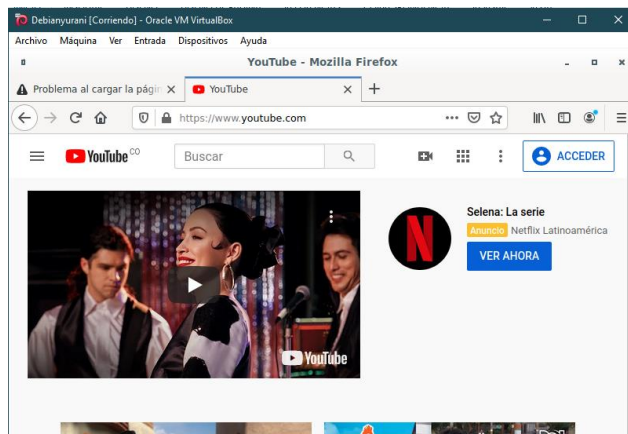 Debianyurani [Corriendo] - Oracle VM VirtualBox
Archivo Máquina Ver Entrada Dispositivos Ayuda
YouTube - Mozilla Firefox
Problema al cargar la págin
YouTube
https://www.youtube.com
YouTube CO
Buscar
ACCEDER
Selena: La serie
Anuncio Netflix Latinoamérica
VER AHORA
N
YouTube